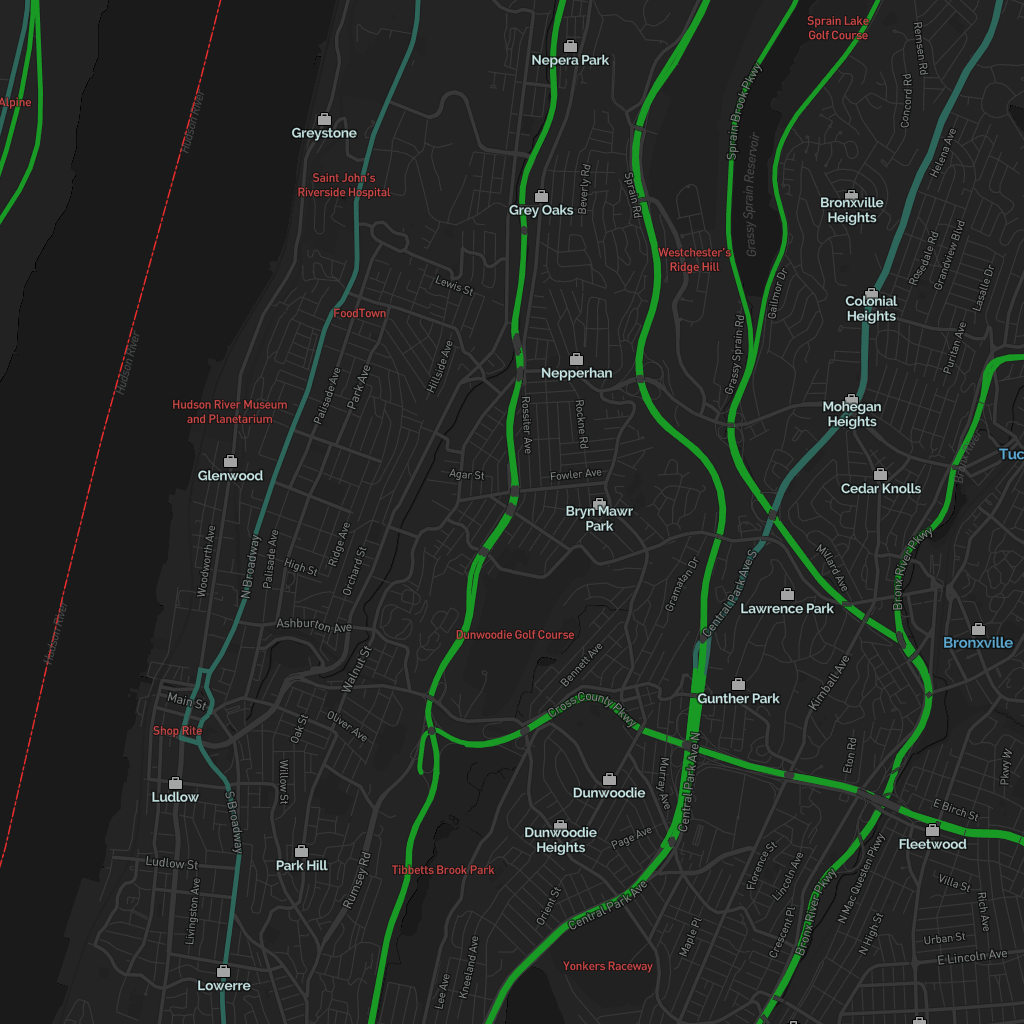 Sprain Lake
Golf Course
Remsen Rd
Nepera Park
Alpine
Concord Rd
Hudson River
Sprain Brook Pkwy
Greystone
Helena Ave
Saint John's
Riverside Hospital
Beverly Rd
Sprain Rd
Grassy Sprain Reservoir
Grey Oaks
Bronxville
Heights
Westchester's
Ridge Hill
Rosedale Rd
Grandview Blvd
Lewis St
Gailmor Dr
Lasalle Dr
Colonial
Heights
FoodTown
Hudson River
Hillside Ave
Grassy Sprain Rd
Puritan Ave
Nepperhan
Palisade Ave
Park Ave
Hudson River Museum
and Planetarium
Rossiter Ave
Rockne Rd
Mohegan
Heights
Tuc
Bronx River
Glenwood
Agar St
Fowler Ave
Cedar Knolls
Bryn Mawr
Park
Woodworth Ave
N Broadway
Palisade Ave
High St
Ridge Ave
Orchard St
Gramatan Dr
Central Park Ave S
Millard Ave
Bronx River Pkwy
Lawrence Park
Hudson River
Ashburton Ave
Dunwoodie Golf Course
Bronxville
Walnut St
Bennett Ave
Kimball Ave
Gunther Park
Main St
Cross County Pkwy
Shop Rite
Oak St
Oliver Ave
Central Park Ave N
Eton Rd
Pkwy W
Willow St
Murray Ave
Ludlow
Dunwoodie
S Broadway
E Birch St
Dunwoodie
Heights
Page Ave
Fleetwood
Ludlow St
Park Hill
Rumsey Rd
Tibbetts Brook Park
Florence St
Lincoln Ave
N Mac Questen Pkwy
Villa St
Livingston Ave
Orient St
Central Park Ave
Rich Ave
Maple Pl
Crescent Pl
Bronx River Pkwy
N High St
Urban St
E Lincoln Ave
Lowerre
Lee Ave
Kneeland Ave
Yonkers Raceway